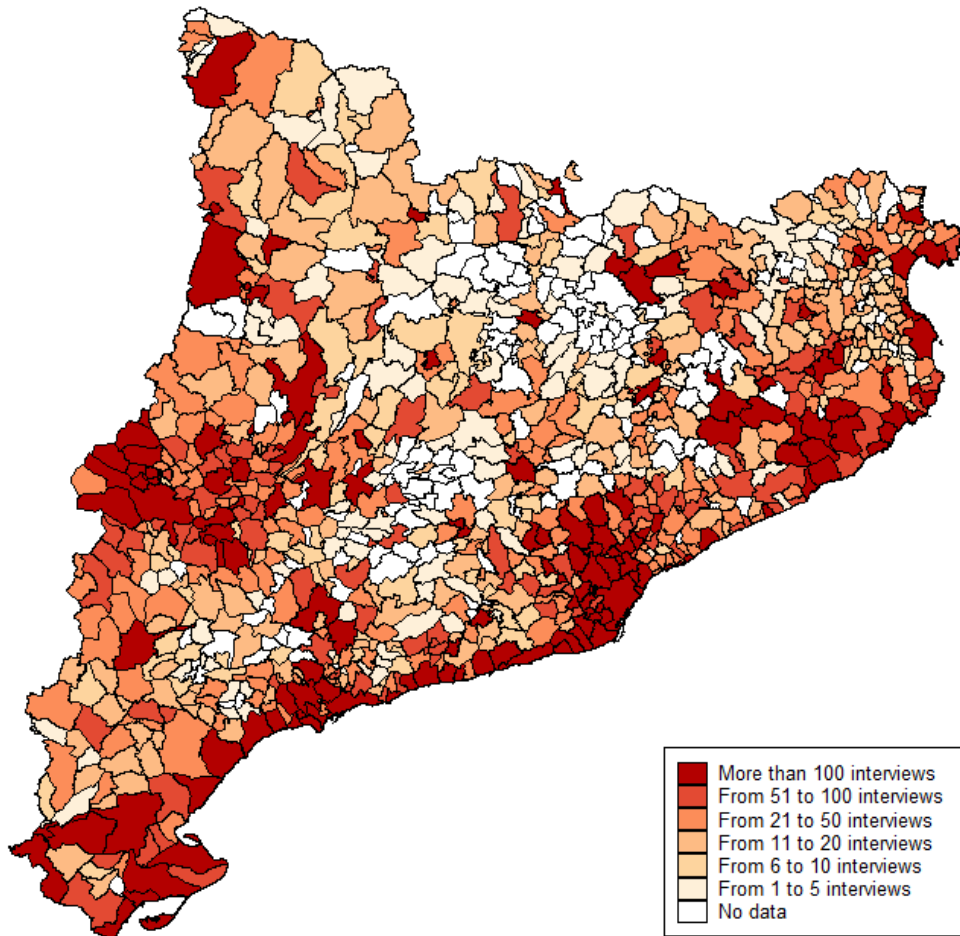 More than 100 interviews
From 51 to 100 interviews
From 21 to 50 interviews
From 11 to 20 interviews
From 6 to 10 interviews
From 1 to 5 interviews
No data